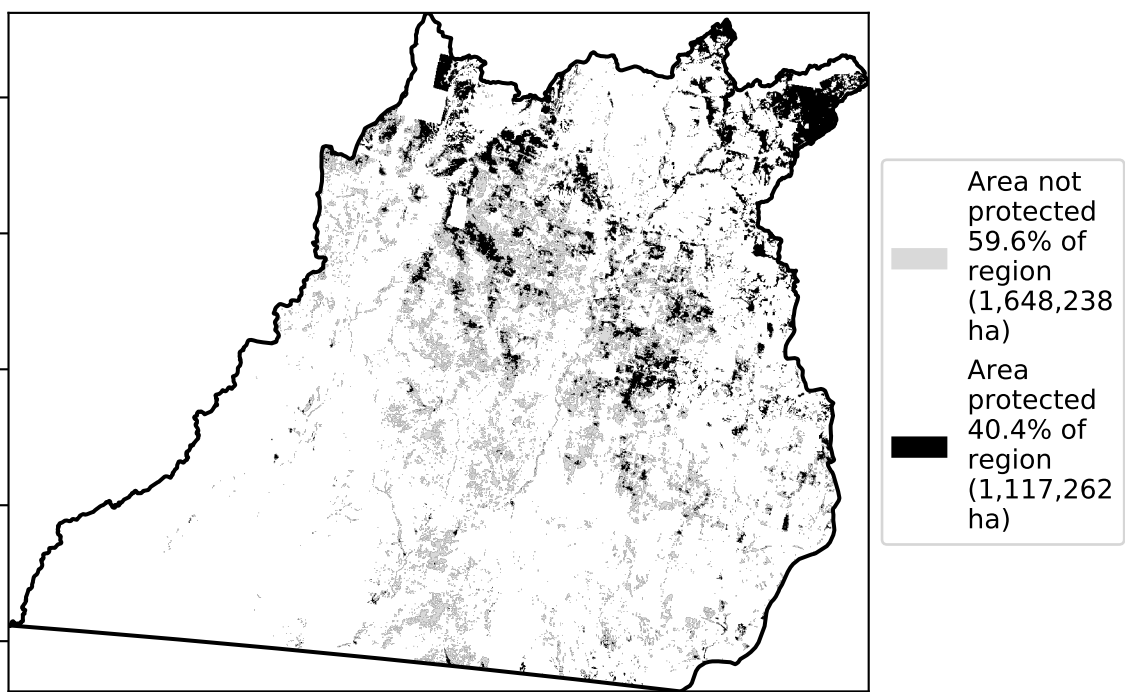 Area not
protected
59.6% of
region
(1,648,238
ha)
Area
protected
40.4% of
region
(1,117,262
ha)